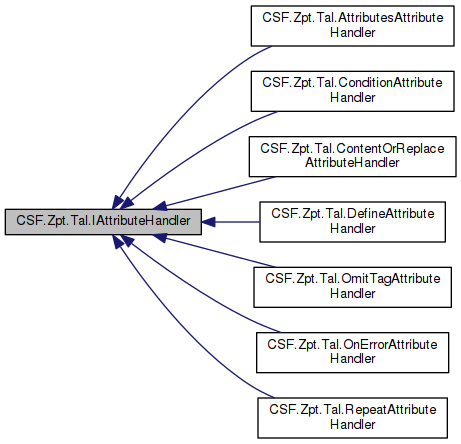 CSF.Zpt.Tal.AttributesAttribute
Handler
CSF.Zpt.Tal.ConditionAttribute
Handler
CSF.Zpt.Tal.ContentOrReplace
AttributeHandler
CSF.Zpt.Tal.IAttributeHandler
CSF.Zpt.Tal.DefineAttribute
Handler
CSF.Zpt.Tal.OmitTagAttribute
Handler
CSF.Zpt.Tal.OnErrorAttribute
Handler
CSF.Zpt.Tal.RepeatAttribute
Handler